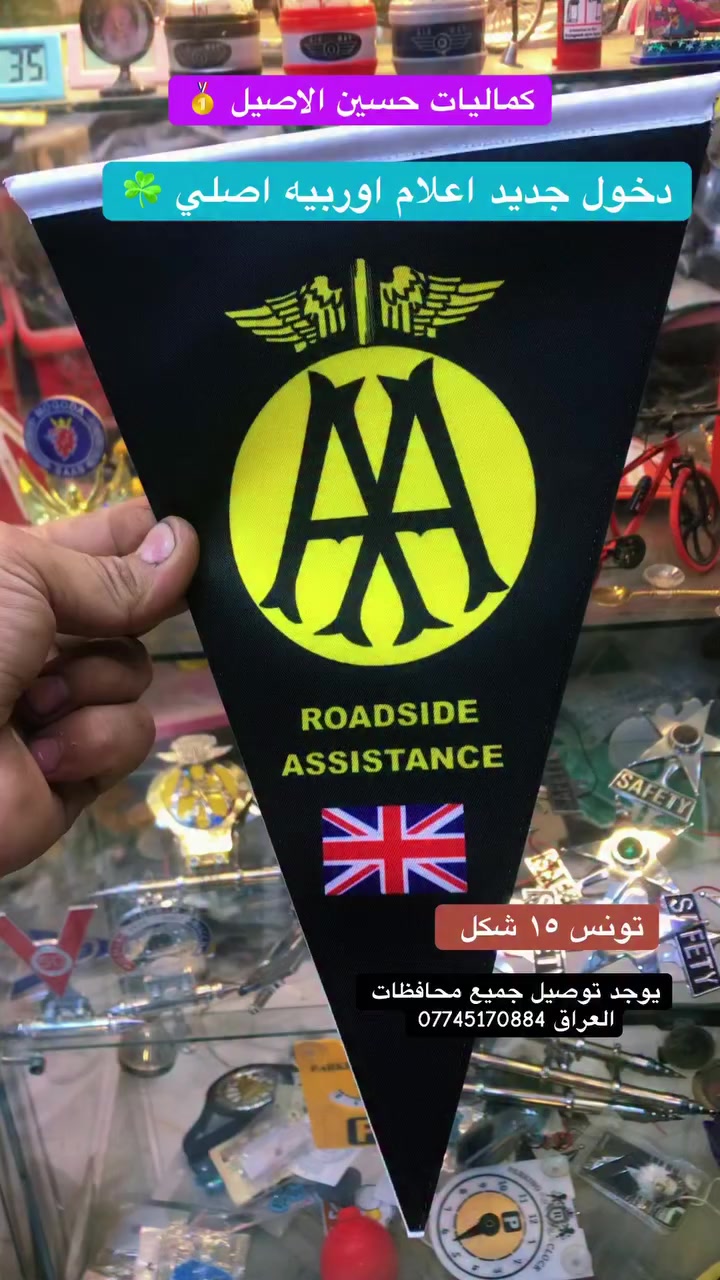 35
كماليات حسين الاصيل 🥇
دخول جديد اعلام اوربيه اصلي ☘️
AA
ROADSIDE
ASSISTANCE
SAFETY
SAFETY
تونس ١٥ شكل
يوجد توصيل جميع محافظات
العراق 07745170884
P